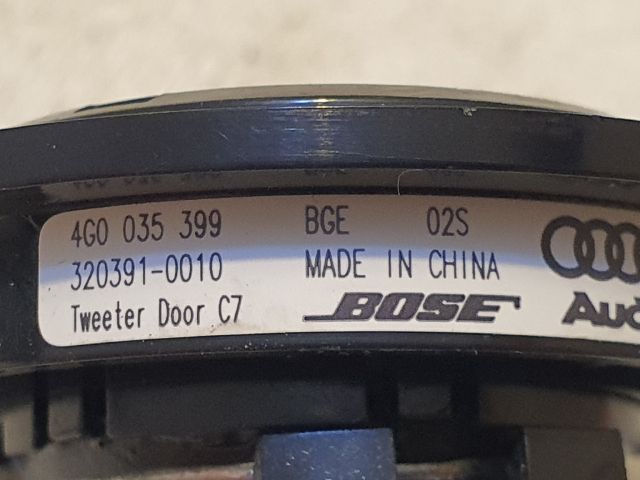 4G0 035 399 BGE 02S
320391-0010 MADE IN CHINA
Tweeter Door C7 BOSE